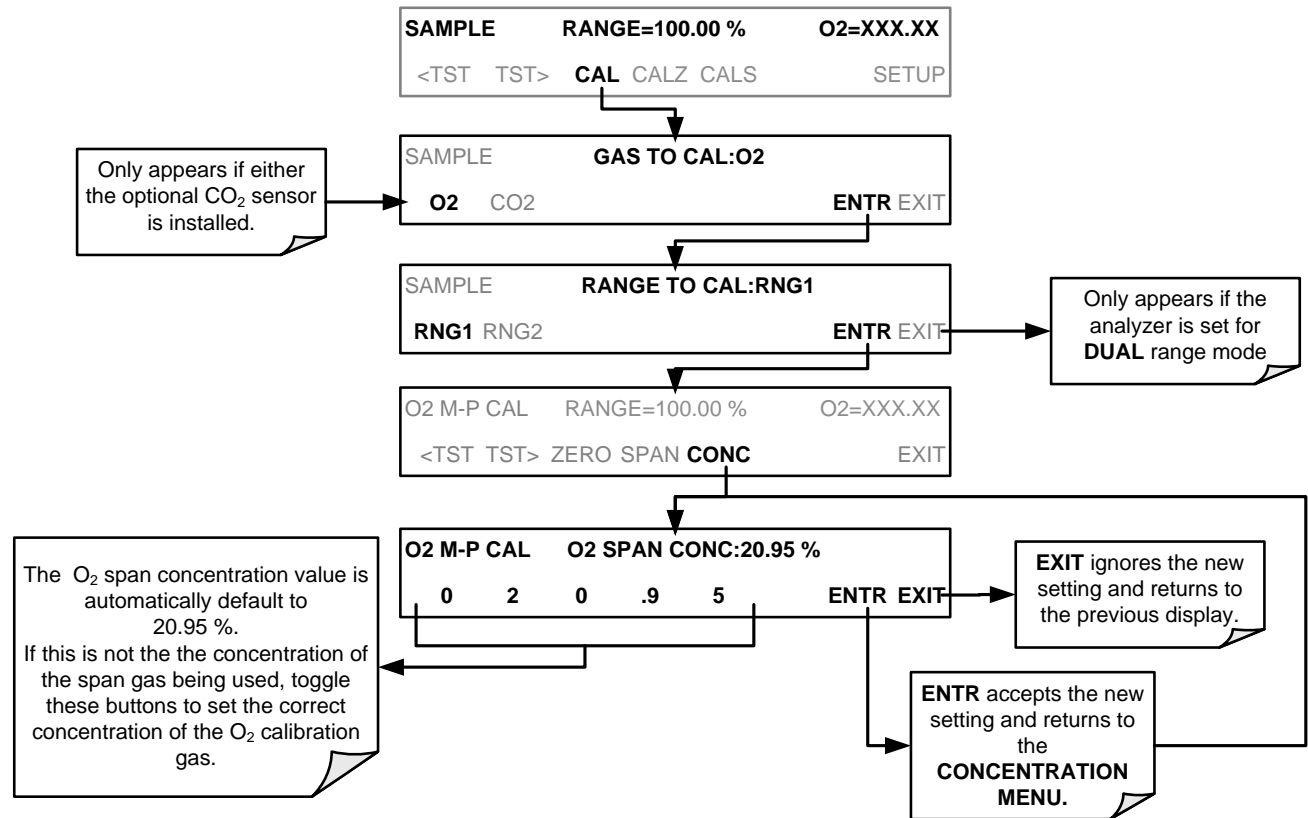 SAMPLE RANGE=100.00 % O2=XXX.XX
<TST TST> CAL CALZ CALS SETUP
Only appears if either
the optional CO2 sensor
is installed.
SAMPLE GAS TO CAL:O2
O2 CO2 ENTR EXIT
SAMPLE RANGE TO CAL:RNG1
RNG1 RNG2 ENTR EXIT
Only appears if the
analyzer is set for
DUAL range mode
O2 M-P CAL RANGE=100.00 % O2=XXX.XX
<TST TST> ZERO SPAN CONC EXIT
O2 M-P CAL O2 SPAN CONC:20.95 %
0 2 0 .9 5 ENTR EXIT
The O2 span concentration value is
automatically default to
20.95 %.
If this is not the the concentration of
the span gas being used, toggle
these buttons to set the correct
concentration of the O2 calibration
gas.
EXIT ignores the new
setting and returns to
the previous display.
ENTR accepts the new
setting and returns to
the
CONCENTRATION
MENU.